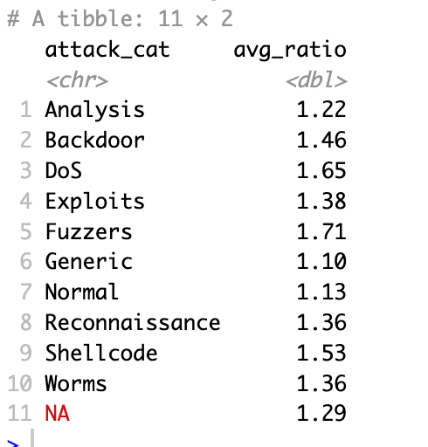 # A tibble: 11 × 2
attack_cat avg_ratio
<chr> <dbl>
1 Analysis 1.22
2 Backdoor 1.46
3 DoS 1.65
4 Exploits 1.38
5 Fuzzers 1.71
6 Generic 1.10
7 Normal 1.13
8 Reconnaissance 1.36
9 Shellcode 1.53
10 Worms 1.36
11 NA 1.29
>